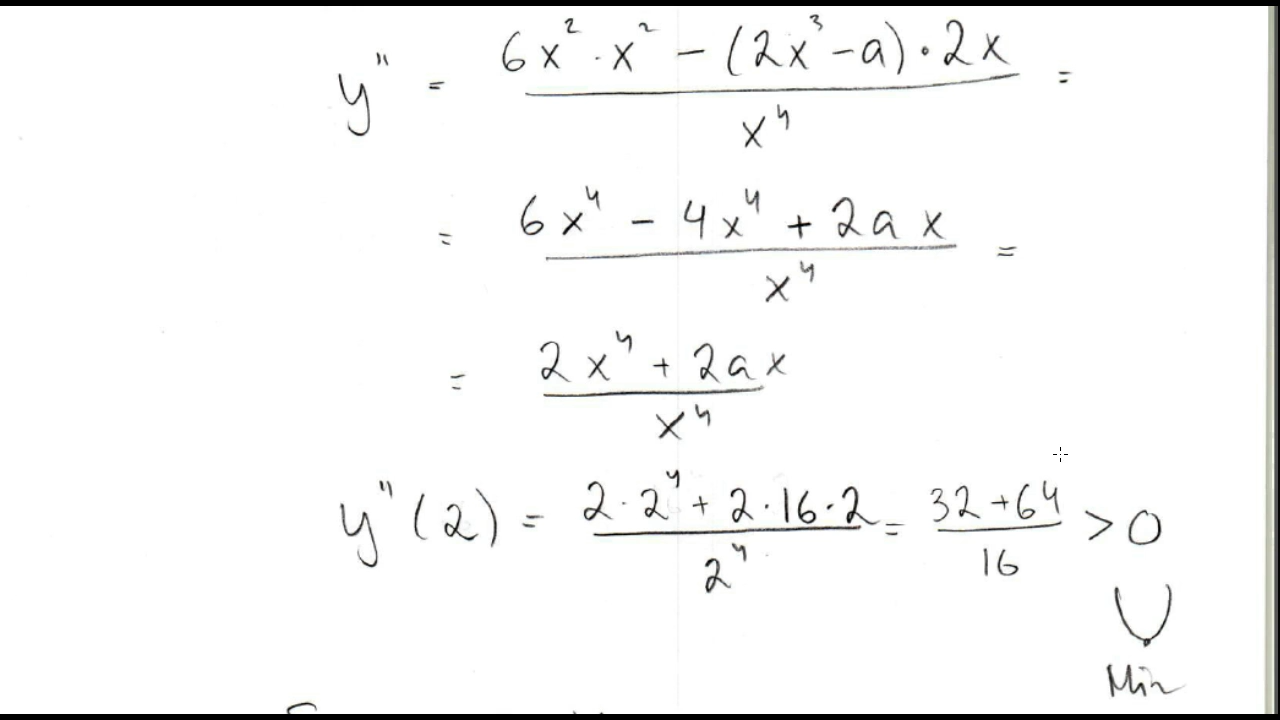 y'' = (6x² · x² − (2x³ − a) · 2x) / x⁴ =
= (6x⁴ − 4x⁴ + 2ax) / x⁴ =
= (2x⁴ + 2ax) / x⁴
y''(2) = (2 · 2⁴ + 2 · 16 · 2) / 2⁴ = (32 + 64) / 16 > 0
Min